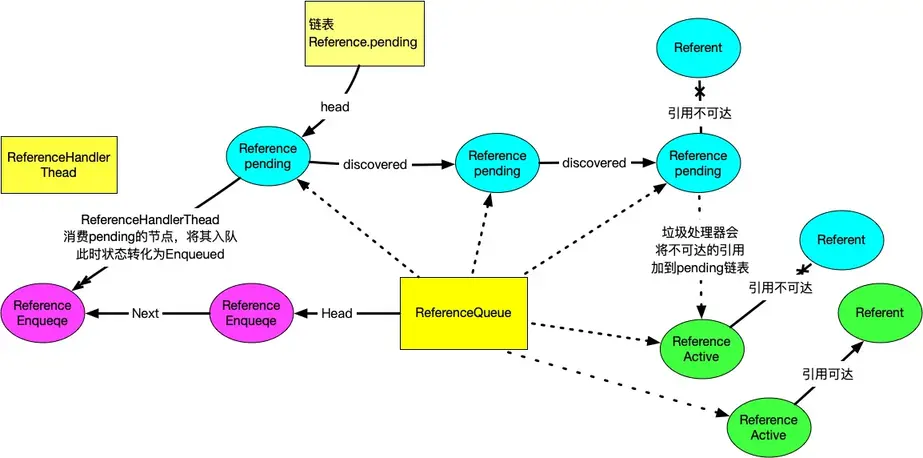 链表
Reference.pending
Referent
head
引用不可达
ReferenceHandler
Thead
Reference
pending
discovered
Reference
pending
discovered
Reference
pending
ReferenceHandlerThead
消费pending的节点，将其入队
此时状态转化为Enqueued
垃圾处理器会
将不可达的引用
加到pending链表
Referent
引用不可达
Reference
Enqueqe
Next
Reference
Enqueqe
Head
ReferenceQueue
Referent
Reference
Active
引用可达
Reference
Active